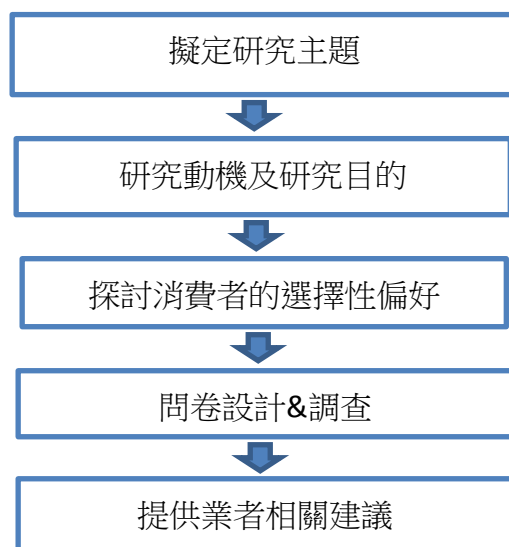 擬定研究主題
研究動機及研究目的
探討消費者的選擇性偏好
問卷設計&調查
提供業者相關建議